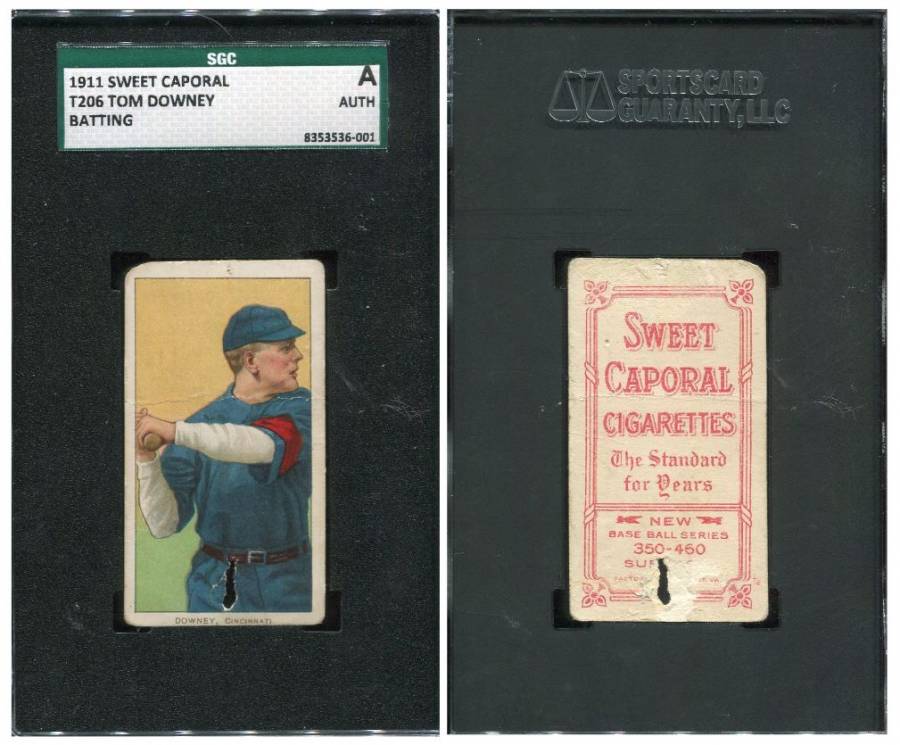 SGC
1911 SWEET CAPORAL
T206 TOM DOWNEY
BATTING
A
AUTH
8353536-001
DOWNEY, CINCINNATI
SPORTSCARD
GUARANTY, LLC
SWEET
CAPORAL
CIGARETTES
The Standard
for Years
NEW
BASE BALL SERIES
350-460
VA